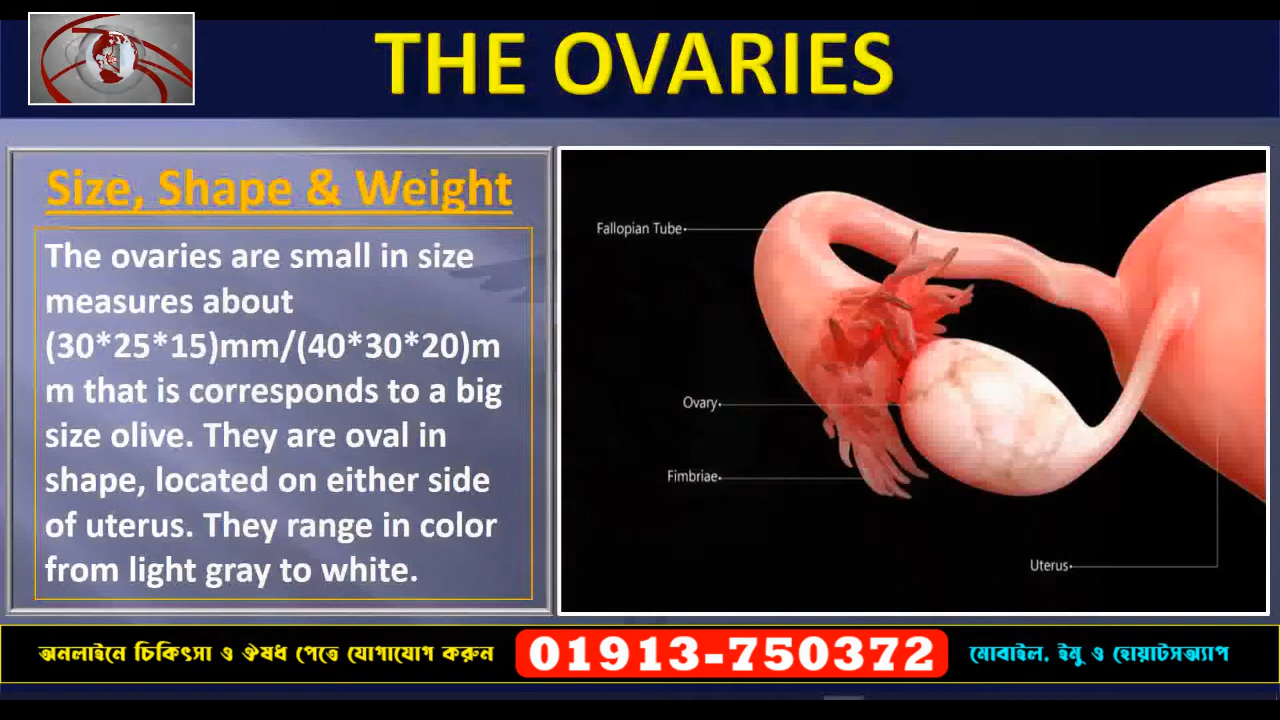 THE OVARIES
Size, Shape & Weight
The ovaries are small in size
measures about
(30*25*15)mm/(40*30*20)m
m that is corresponds to a big
size olive. They are oval in
shape, located on either side
of uterus. They range in color
from light gray to white.
Fallopian Tube
Ovary
Fimbriae
Uterus
অনলাইনে চিকিৎসা ও ঔষধ পেতে যোগাযোগ করুন
01913-750372
মোবাইল, ইমু ও হোয়াটসঅ্যাপ